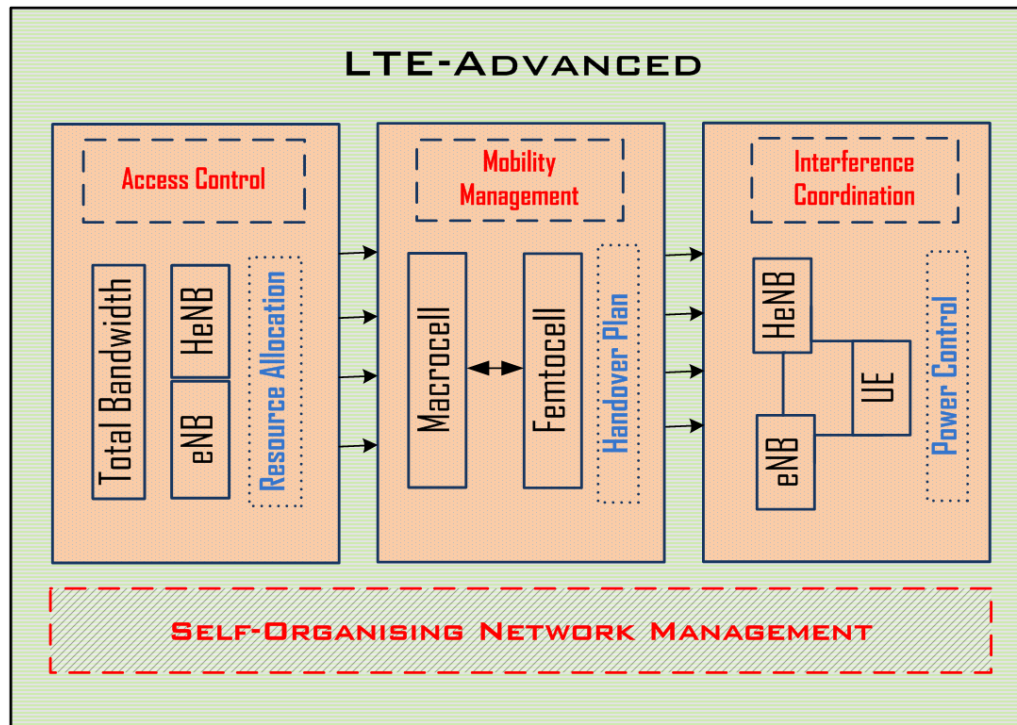 LTE-Advanced
Access Control
Total Bandwidth
HeNB
eNB
Resource Allocation
Mobility
Management
Macrocell
Femtocell
Handover Plan
Interference
Coordination
HeNB
eNB
UE
Power Control
Self-Organising Network Management